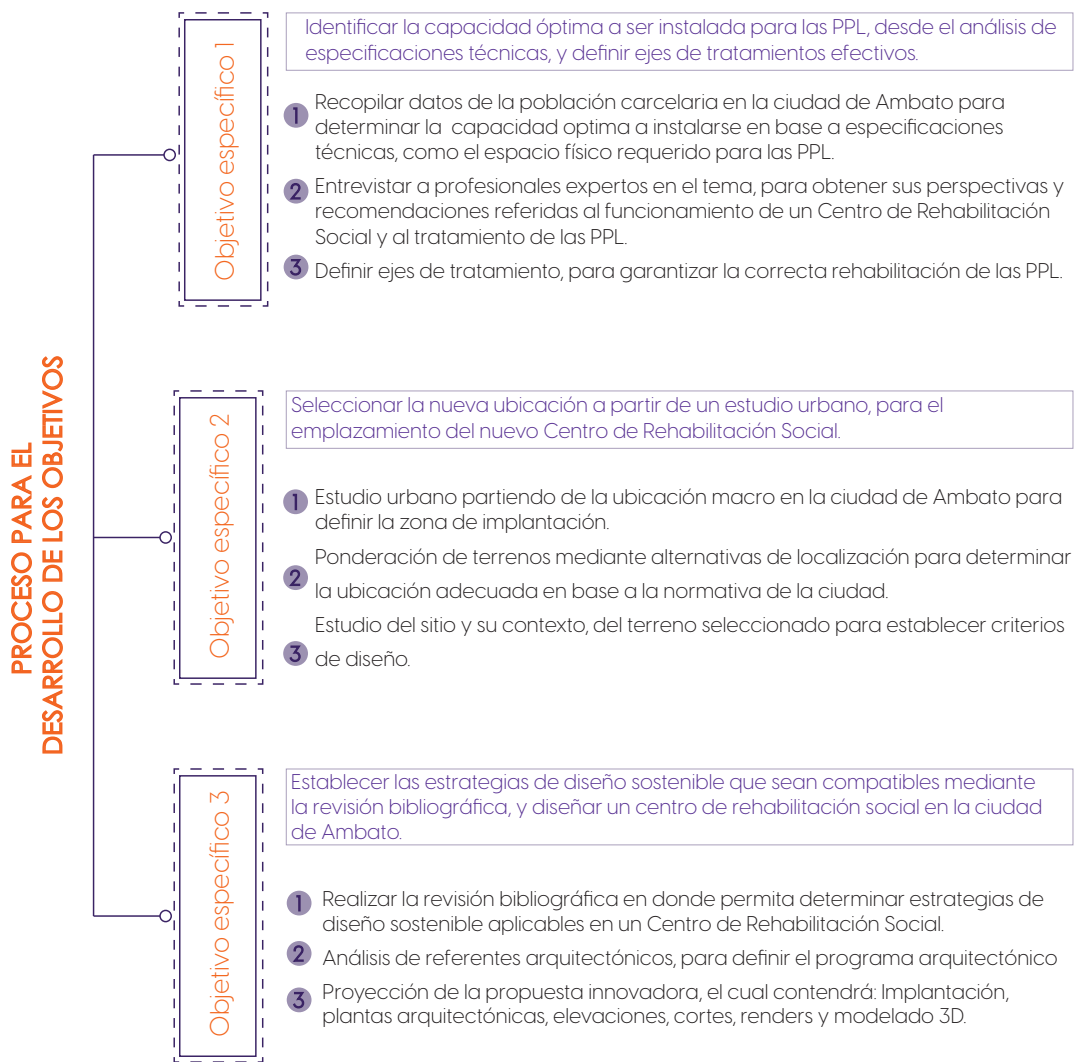 PROCESO PARA EL
DESARROLLO DE LOS OBJETIVOS
Objetivo específico 1
Identificar la capacidad óptima a ser instalada para las PPL, desde el análisis de
especificaciones técnicas, y definir ejes de tratamientos efectivos.
1 Recopilar datos de la población carcelaria en la ciudad de Ambato para
determinar la capacidad optima a instalarse en base a especificaciones
técnicas, como el espacio físico requerido para las PPL.
2 Entrevistar a profesionales expertos en el tema, para obtener sus perspectivas y
recomendaciones referidas al funcionamiento de un Centro de Rehabilitación
Social y al tratamiento de las PPL.
3 Definir ejes de tratamiento, para garantizar la correcta rehabilitación de las PPL.
Objetivo específico 2
Seleccionar la nueva ubicación a partir de un estudio urbano, para el
emplazamiento del nuevo Centro de Rehabilitación Social.
1 Estudio urbano partiendo de la ubicación macro en la ciudad de Ambato para
definir la zona de implantación.
Ponderación de terrenos mediante alternativas de localización para determinar
2 la ubicación adecuada en base a la normativa de la ciudad.
Estudio del sitio y su contexto, del terreno seleccionado para establecer criterios
3 de diseño.
Objetivo específico 3
Establecer las estrategias de diseño sostenible que sean compatibles mediante
la revisión bibliográfica, y diseñar un centro de rehabilitación social en la ciudad
de Ambato.
1 Realizar la revisión bibliográfica en donde permita determinar estrategias de
diseño sostenible aplicables en un Centro de Rehabilitación Social.
2 Análisis de referentes arquitectónicos, para definir el programa arquitectónico
3 Proyección de la propuesta innovadora, el cual contendrá: Implantación,
plantas arquitectónicas, elevaciones, cortes, renders y modelado 3D.